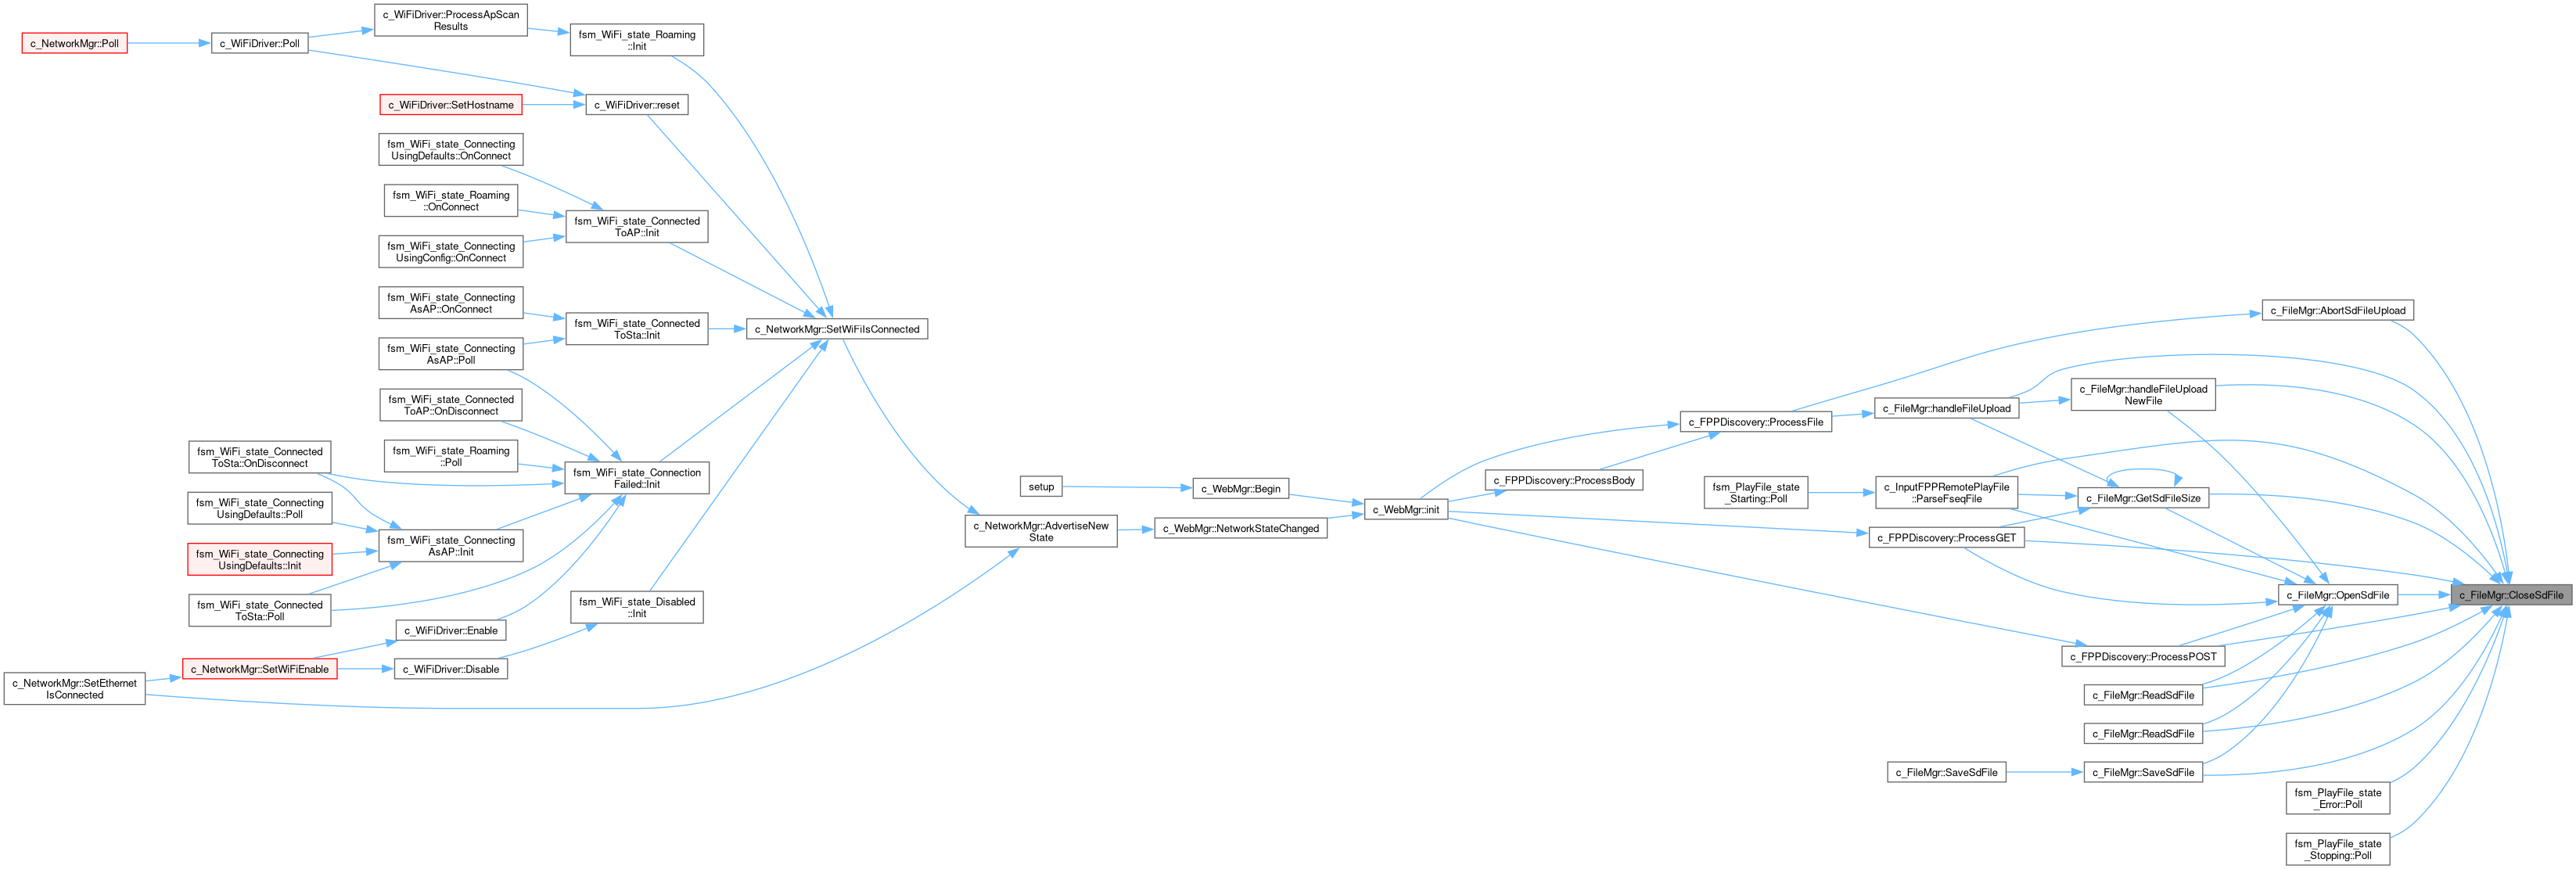 c_NetworkMgr::Poll
c_WiFiDriver::Poll
c_WiFiDriver::ProcessApScan
Results
fsm_WiFi_state_Roaming
::Init
c_WiFiDriver::SetHostname
c_WiFiDriver::reset
fsm_WiFi_state_Connecting
UsingDefaults::OnConnect
fsm_WiFi_state_Roaming
::OnConnect
fsm_WiFi_state_Connected
ToAP::Init
fsm_WiFi_state_Connecting
UsingConfig::OnConnect
fsm_WiFi_state_Connecting
AsAP::OnConnect
fsm_WiFi_state_Connected
ToSta::Init
c_NetworkMgr::SetWiFiIsConnected
fsm_WiFi_state_Connecting
AsAP::Poll
fsm_WiFi_state_Connected
ToAP::OnDisconnect
fsm_WiFi_state_Connected
ToSta::OnDisconnect
fsm_WiFi_state_Roaming
::Poll
fsm_WiFi_state_Connection
Failed::Init
fsm_WiFi_state_Connecting
UsingDefaults::Poll
fsm_WiFi_state_Connecting
UsingDefaults::Init
fsm_WiFi_state_Connecting
AsAP::Init
fsm_WiFi_state_Connected
ToSta::Poll
fsm_WiFi_state_Disabled
::Init
c_WiFiDriver::Enable
c_WiFiDriver::Disable
c_NetworkMgr::SetWiFiEnable
c_NetworkMgr::SetEthernet
IsConnected
setup
c_WebMgr::Begin
c_NetworkMgr::AdvertiseNew
State
c_WebMgr::NetworkStateChanged
c_WebMgr::init
c_FPPDiscovery::ProcessBody
c_FPPDiscovery::ProcessFile
fsm_PlayFile_state
_Starting::Poll
c_FileMgr::handleFileUpload
c_InputFPPRemotePlayFile
::ParseFseqFile
c_FPPDiscovery::ProcessGET
c_FileMgr::AbortSdFileUpload
c_FileMgr::handleFileUpload
NewFile
c_FileMgr::GetSdFileSize
c_FileMgr::OpenSdFile
c_FileMgr::CloseSdFile
c_FPPDiscovery::ProcessPOST
c_FileMgr::ReadSdFile
c_FileMgr::ReadSdFile
c_FileMgr::SaveSdFile
c_FileMgr::SaveSdFile
fsm_PlayFile_state
_Error::Poll
fsm_PlayFile_state
_Stopping::Poll